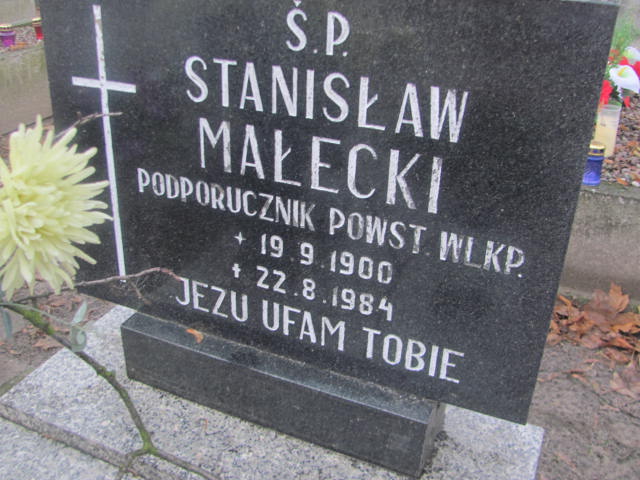 Ś.P.
STANISŁAW
MAŁECKI
PODPORUCZNIK POWST. WLKP.
+ 19.9.1900
† 22.8.1984
JEZU UFAM TOBIE